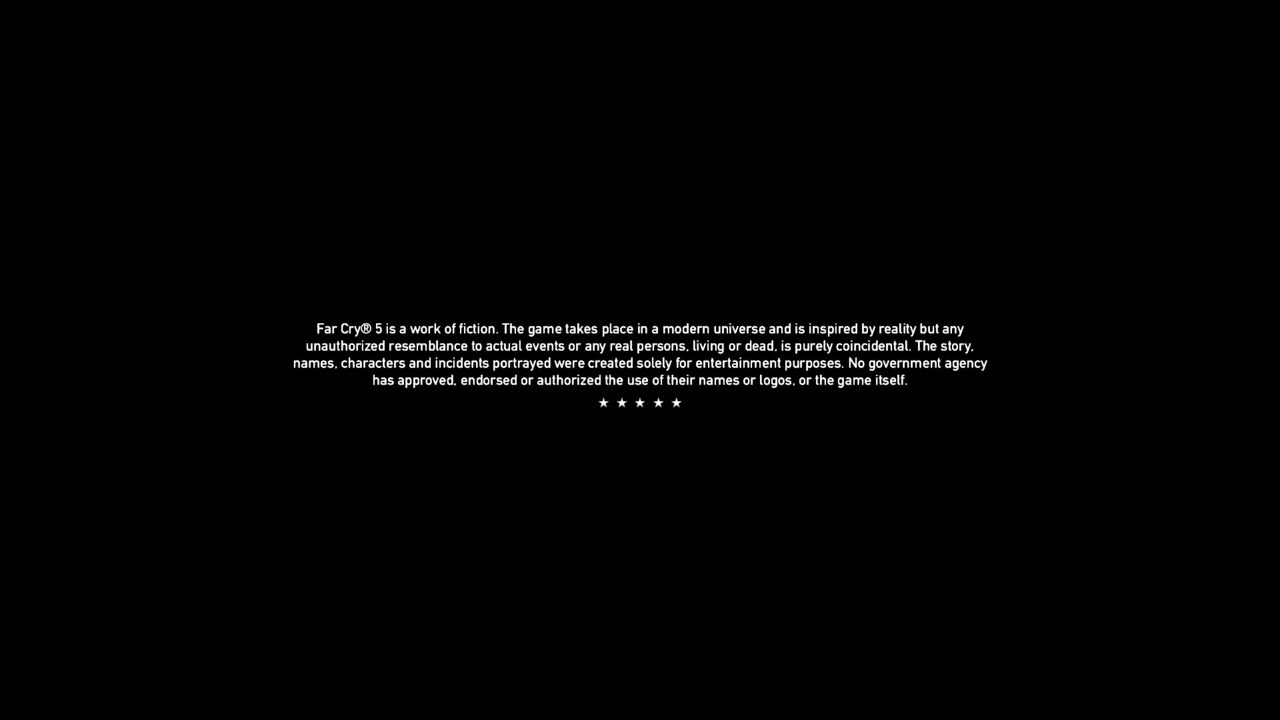 Far Cry® 5 is a work of fiction. The game takes place in a modern universe and is inspired by reality but any
unauthorized resemblance to actual events or any real persons, living or dead, is purely coincidental. The story,
names, characters and incidents portrayed were created solely for entertainment purposes. No government agency
has approved, endorsed or authorized the use of their names or logos, or the game itself.
★ ★ ★ ★ ★